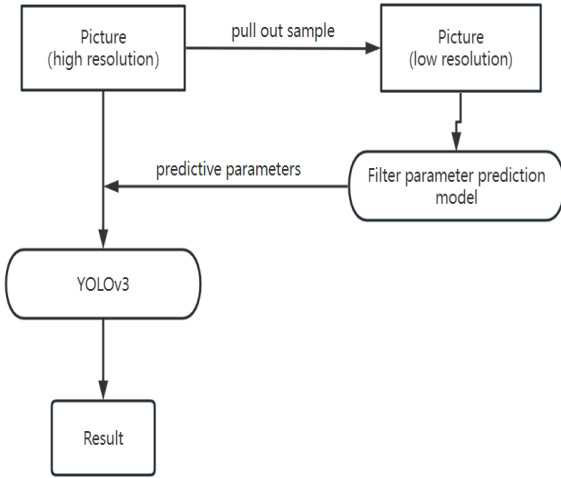 Picture
(high resolution)
pull out sample
Picture
(low resolution)
predictive parameters
Filter parameter prediction
model
YOLOv3
Result